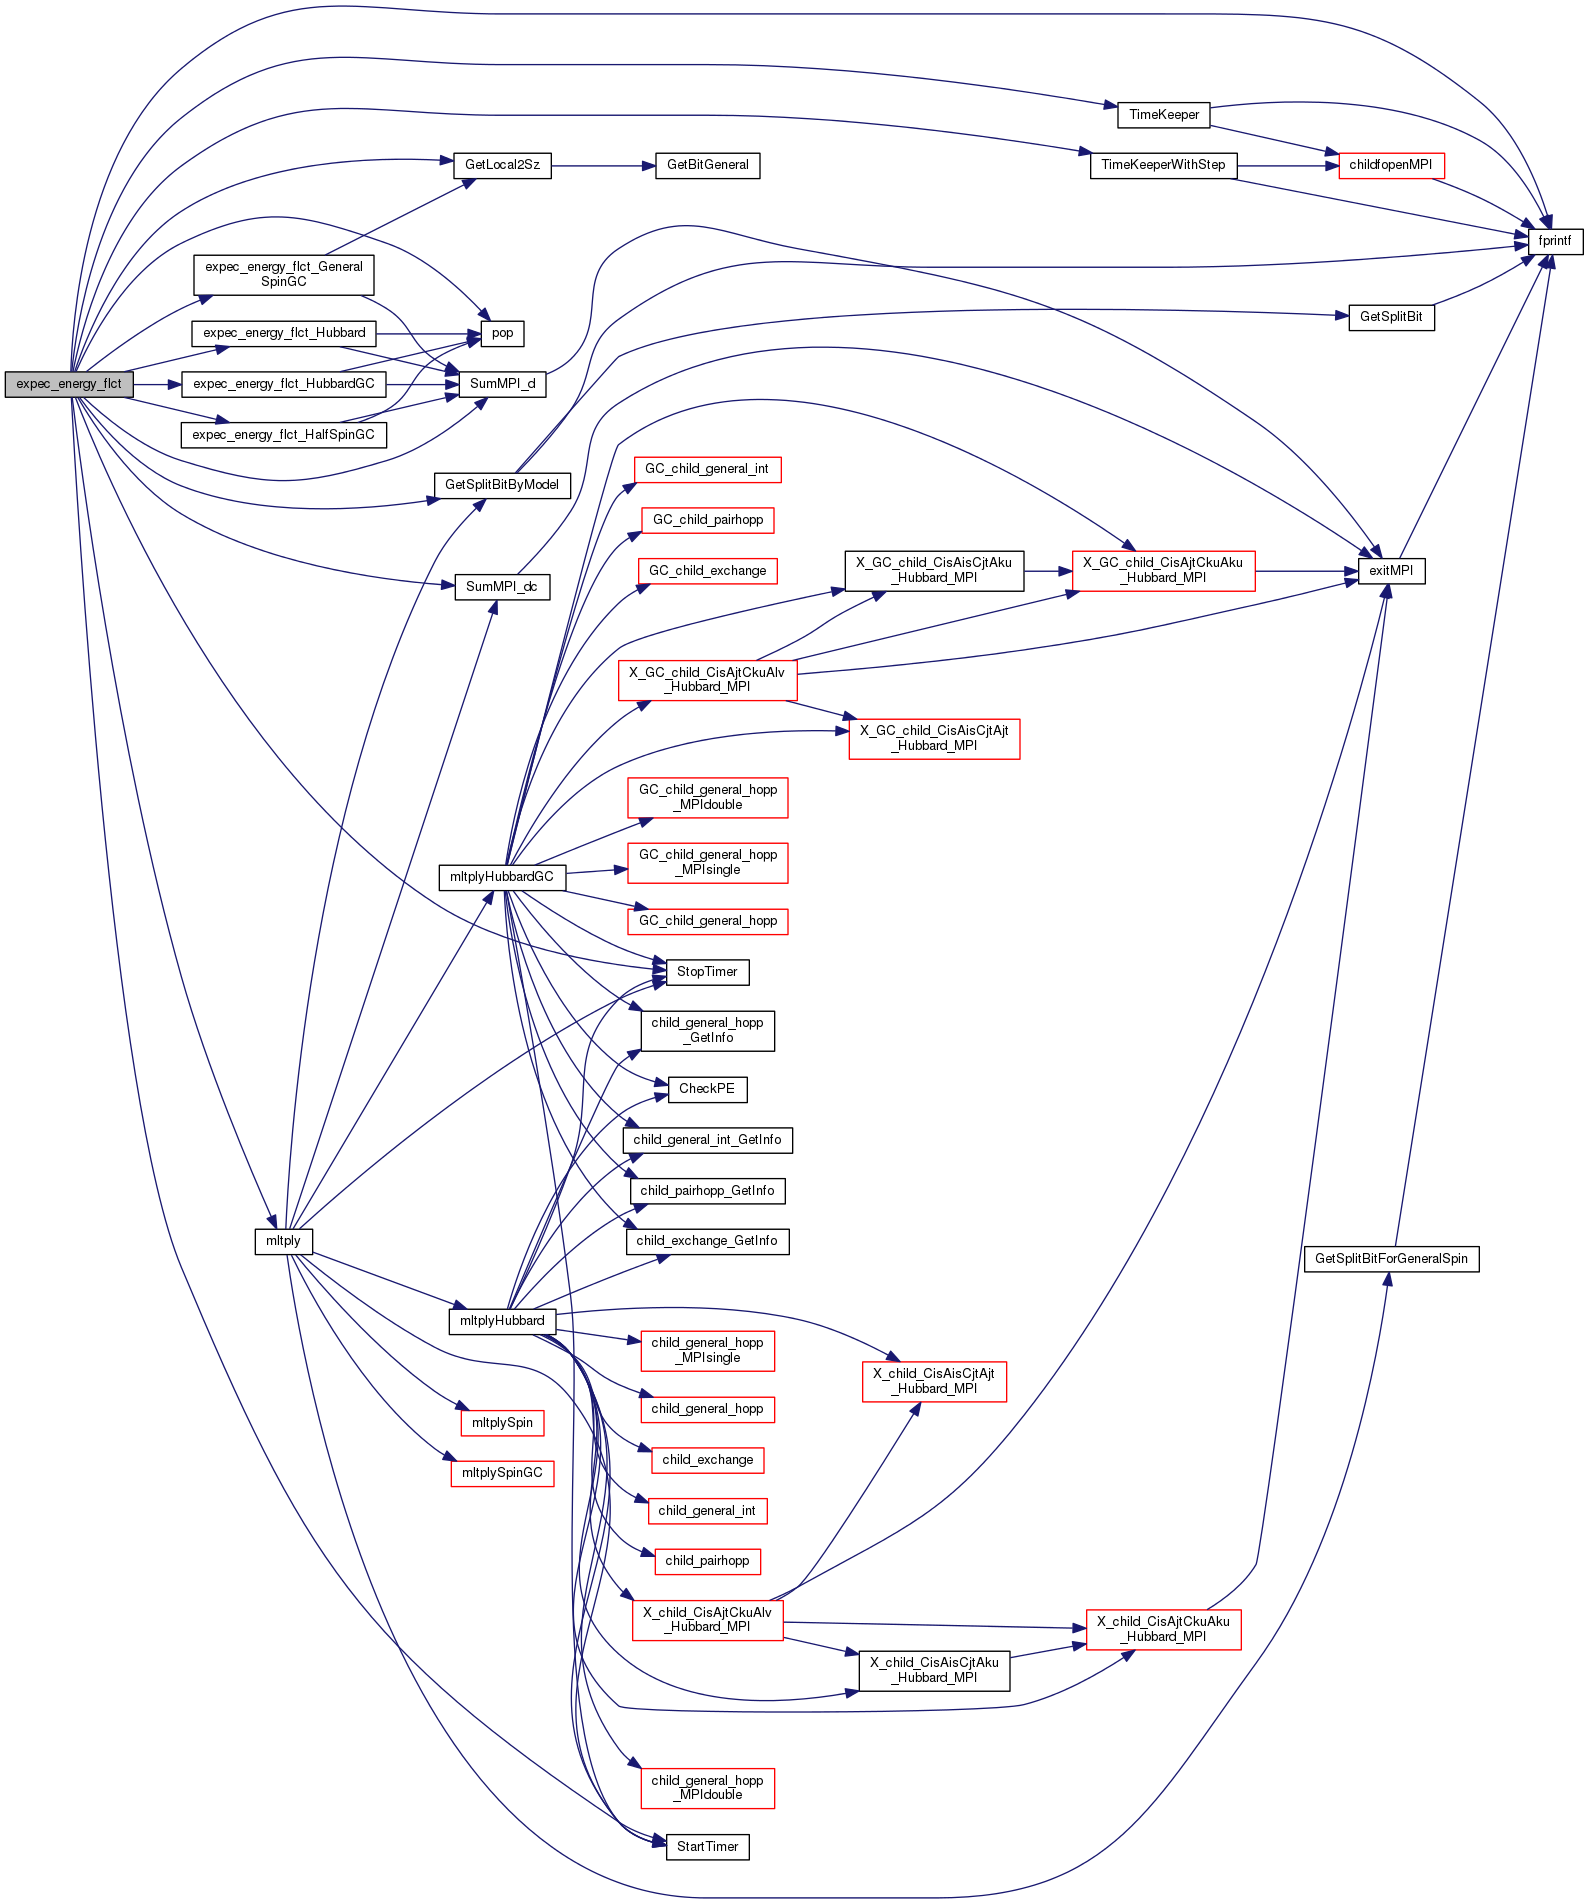 TimeKeeper
GetLocal2Sz
GetBitGeneral
TimeKeeperWithStep
childfopenMPI
fprintf
expec_energy_flct_General
SpinGC
GetSplitBit
expec_energy_flct_Hubbard
pop
expec_energy_flct
expec_energy_flct_HubbardGC
SumMPI_d
expec_energy_flct_HalfSpinGC
GC_child_general_int
GetSplitBitByModel
GC_child_pairhopp
GC_child_exchange
X_GC_child_CisAisCjtAku
_Hubbard_MPI
X_GC_child_CisAjtCkuAku
_Hubbard_MPI
exitMPI
SumMPI_dc
X_GC_child_CisAjtCkuAlv
_Hubbard_MPI
X_GC_child_CisAisCjtAjt
_Hubbard_MPI
GC_child_general_hopp
_MPIdouble
GC_child_general_hopp
_MPIsingle
mltplyHubbardGC
GC_child_general_hopp
StopTimer
child_general_hopp
_GetInfo
CheckPE
child_general_int_GetInfo
child_pairhopp_GetInfo
mltply
child_exchange_GetInfo
GetSplitBitForGeneralSpin
mltplyHubbard
child_general_hopp
_MPIsingle
X_child_CisAisCjtAjt
_Hubbard_MPI
child_general_hopp
mltplySpin
child_exchange
mltplySpinGC
child_general_int
child_pairhopp
X_child_CisAjtCkuAlv
_Hubbard_MPI
X_child_CisAjtCkuAku
_Hubbard_MPI
X_child_CisAisCjtAku
_Hubbard_MPI
child_general_hopp
_MPIdouble
StartTimer